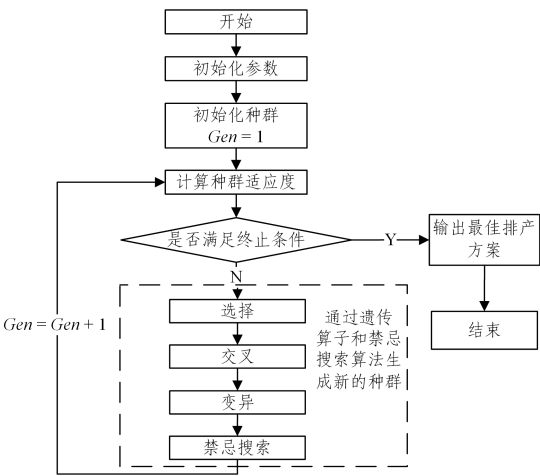 开始
初始化参数
初始化种群
Gen = 1
计算种群适应度
是否满足终止条件
Y
输出最佳排产
方案
结束
N
选择
交叉
变异
禁忌搜索
通过遗传
算子和禁忌
搜索算法生
成新的种群
Gen = Gen + 1